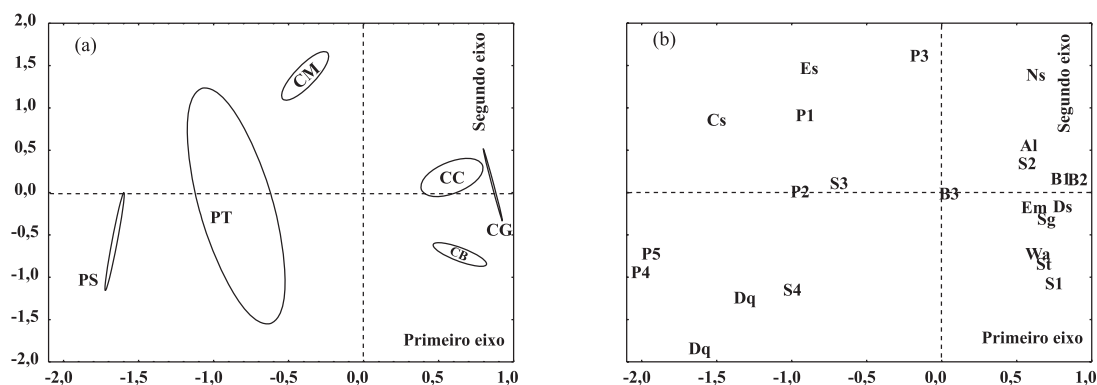 (a)
2,0
1,5
1,0
0,5
0,0
-0,5
-1,0
-1,5
-2,0
CM
Segundo eixo
CC
PT
CG
CB
PS
Primeiro eixo
-2,0 -1,5 -1,0 -0,5 0,0 0,5 1,0
(b)
P3
Es
Ns
Segundo eixo
Cs
P1
Al
S2
S3
B1 B2
P2
B3
Em Ds
Sg
P5
Wa
St
P4
S1
S4
Dq
Primeiro eixo
Dq
-2,0 -1,5 -1,0 -0,5 0,0 0,5 1,0